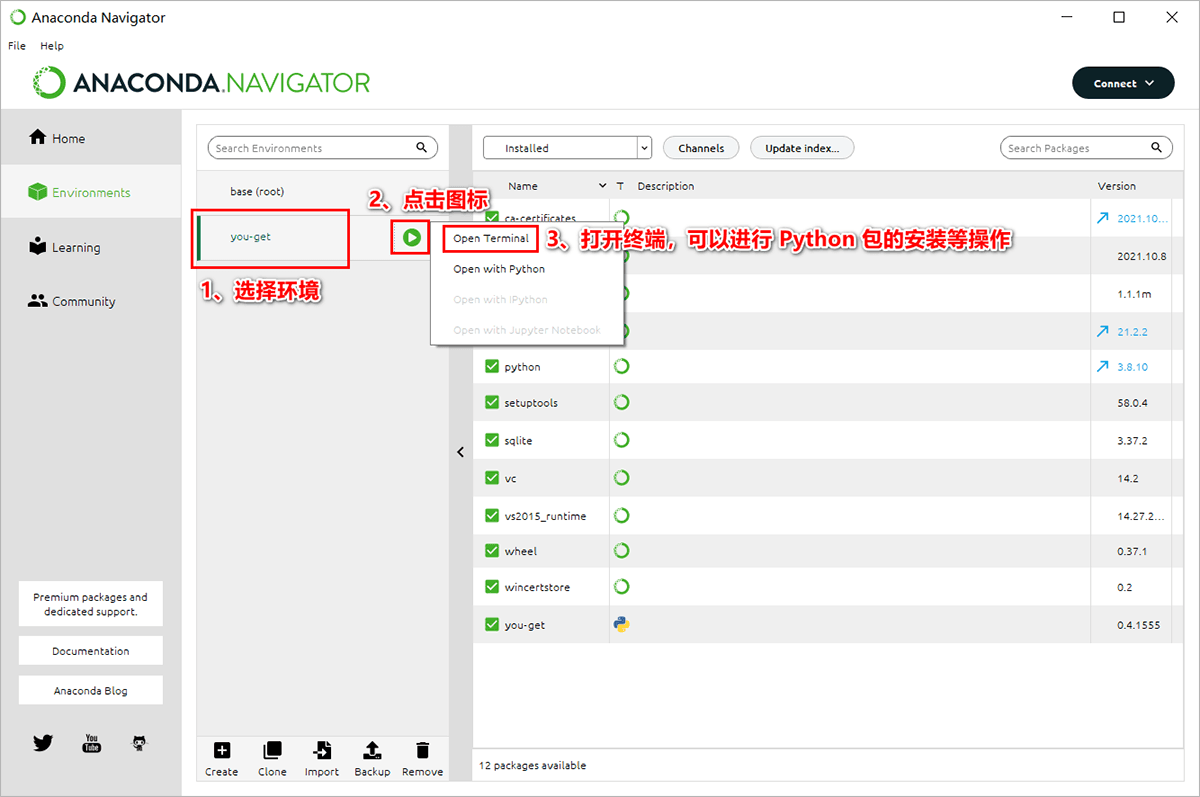 Anaconda Navigator
File Help
ANACONDA.NAVIGATOR
Connect
Home
Environments
Learning
Community
Premium packages and
dedicated support.
Documentation
Anaconda Blog
You
Tube
Search Environments
base (root)
you-get
1、选择环境
2、点击图标
Open Terminal
Open with Python
Open with IPython
Open with Jupyter Notebook
3、打开终端，可以进行 Python 包的安装等操作
Create Clone Import Backup Remove
Installed Channels Update index... Search Packages
Name T Description Version
ca-certificates 2021.10...
2021.10.8
1.1.1m
21.2.2
python 3.8.10
setuptools 58.0.4
sqlite 3.37.2
vc 14.2
vs2015_runtime 14.27.2...
wheel 0.37.1
wincertstore 0.2
you-get 0.4.1555
12 packages available